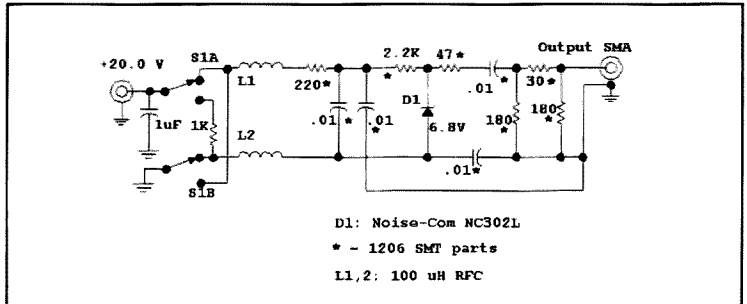 S1A
+20.0 V
L1
220*
2.2K
*
47*
.01
*
Output SMA
30*
1uF
1K
L2
.01
*
.01
*
D1
6.8V
180
*
180
*
.01*
S1B
D1: Noise-Com NC302L
* - 1206 SMT parts
L1,2: 100 uH RFC